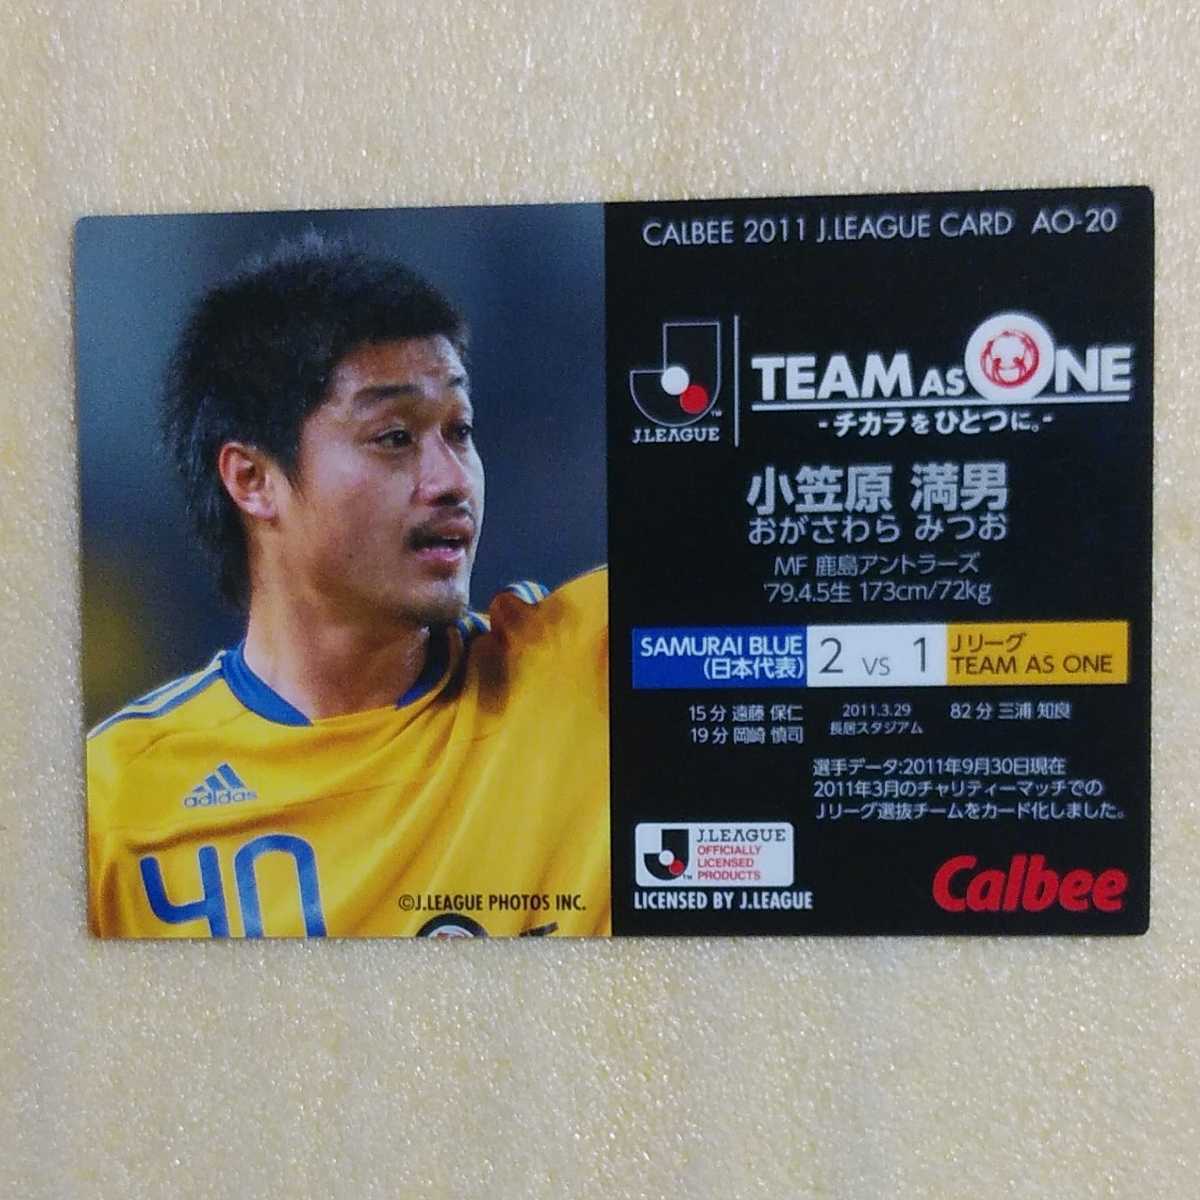 CALBEE 2011 J.LEAGUE CARD AO-20
J.LEAGUE™
TEAM AS ONE
-チカラをひとつに。-
小笠原 満男
おがさわら みつお
MF 鹿島アントラーズ
'79.4.5生 173cm/72kg
SAMURAI BLUE
(日本代表)
2 VS 1
Jリーグ
TEAM AS ONE
15分 遠藤 保仁
19分 岡崎 慎司
2011.3.29
長居スタジアム
82分 三浦 知良
選手データ:2011年9月30日現在
2011年3月のチャリティーマッチでの
Jリーグ選抜チームをカード化しました。
J.LEAGUE
OFFICIALLY
LICENSED
PRODUCTS
™
LICENSED BY J.LEAGUE
Calbee
adidas
40
©J.LEAGUE PHOTOS INC.